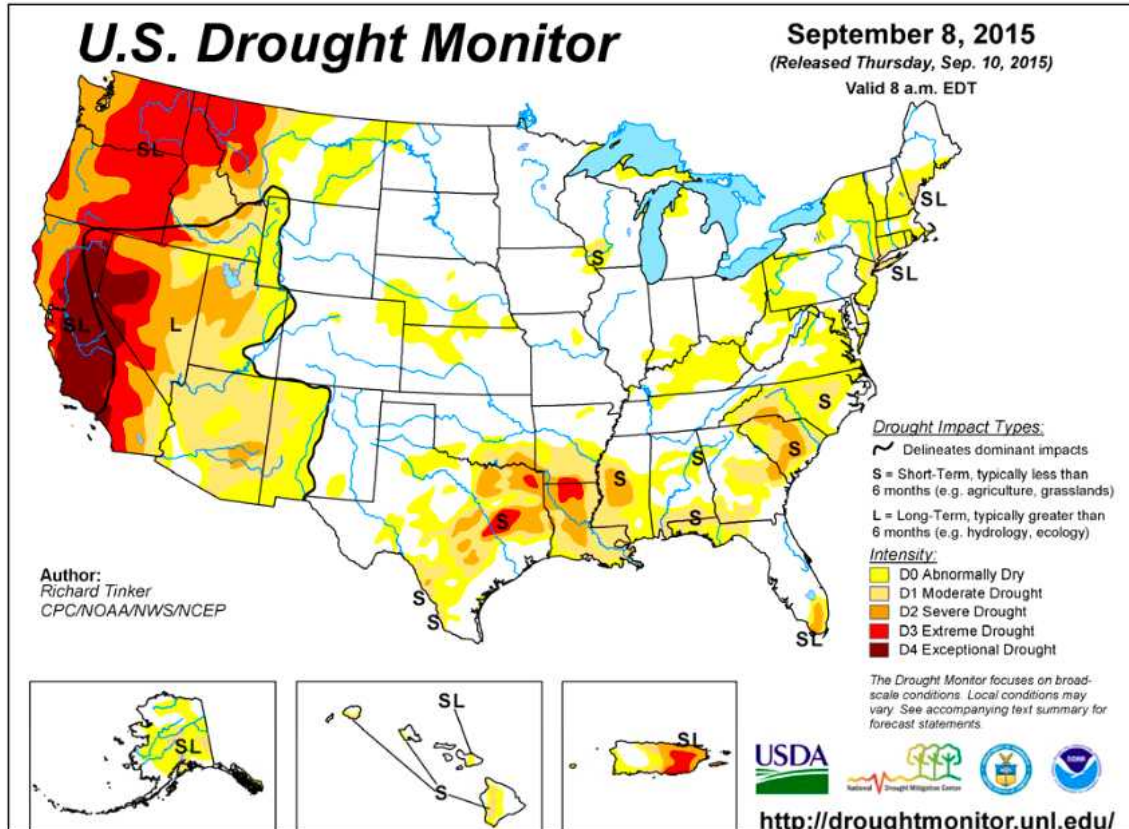 U.S. Drought Monitor
September 8, 2015
(Released Thursday, Sep. 10, 2015)
Valid 8 a.m. EDT
SL
SL
L
S
SL
SL
S
S
S
S
S
S
S
S
SL
Drought Impact Types:
Delineates dominant impacts
S = Short-Term, typically less than
6 months (e.g. agriculture, grasslands)
L = Long-Term, typically greater than
6 months (e.g. hydrology, ecology)
Intensity:
D0 Abnormally Dry
D1 Moderate Drought
D2 Severe Drought
D3 Extreme Drought
D4 Exceptional Drought
Author:
Richard Tinker
CPC/NOAA/NWS/NCEP
The Drought Monitor focuses on broad-
scale conditions. Local conditions may
vary. See accompanying text summary for
forecast statements.
SL
SL
S
SL
USDA
National Drought Mitigation Center
http://droughtmonitor.unl.edu/